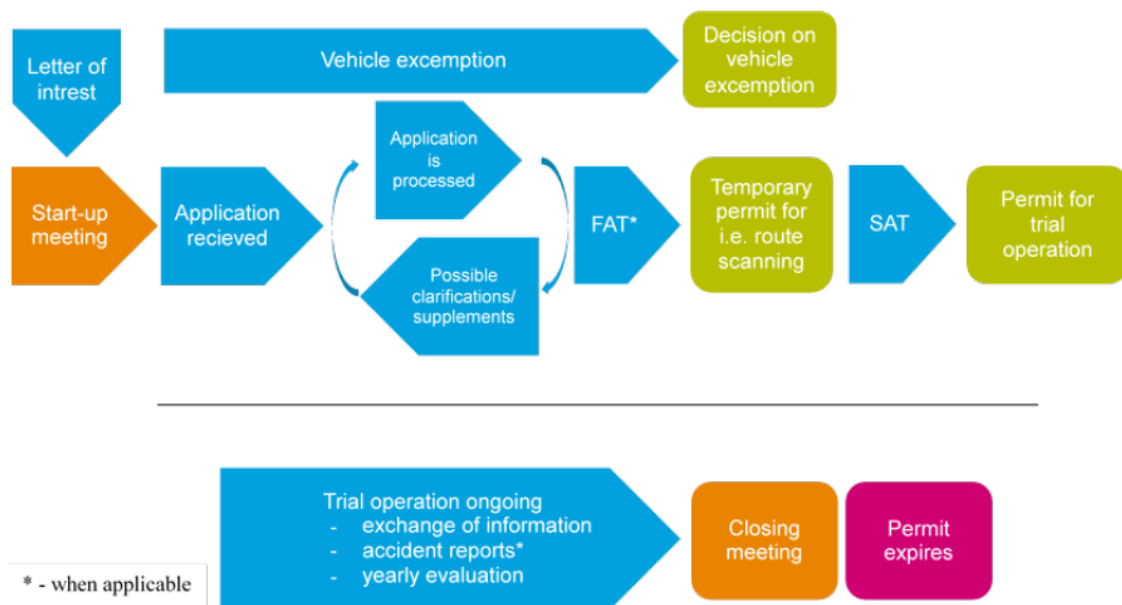 Letter of
intrest
Vehicle excemption
Decision on
vehicle
excemption
Start-up
meeting
Application
recieved
Application
is
processed
Possible
clarifications/
supplements
FAT*
Temporary
permit for
i.e. route
scanning
SAT
Permit for
trial
operation
Trial operation ongoing
- exchange of information
- accident reports*
- yearly evaluation
Closing
meeting
Permit
expires
* - when applicable